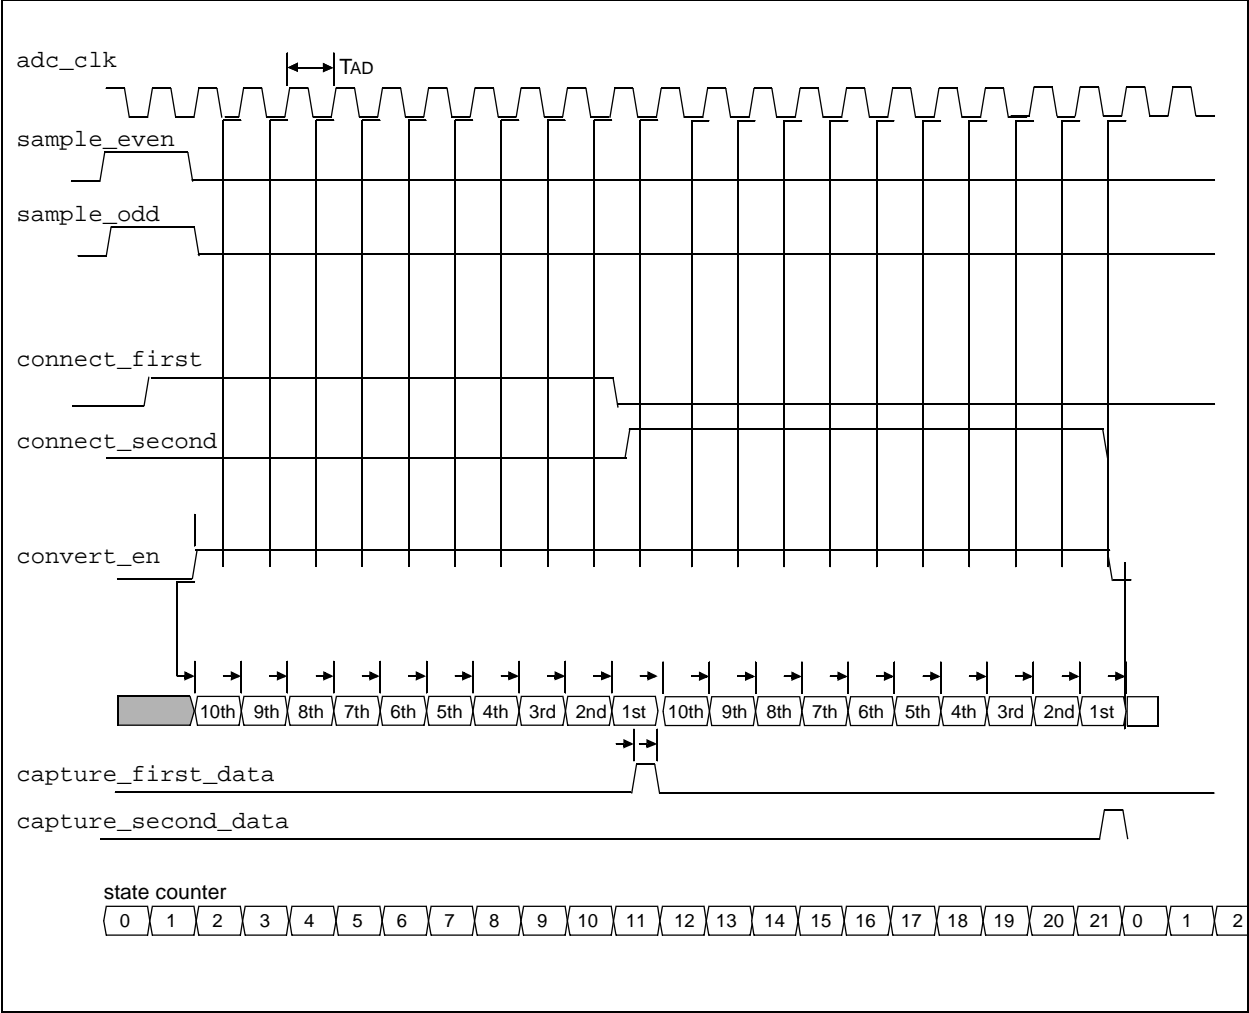 adc_clk
TAD
sample_even
sample_odd
connect_first
connect_second
convert_en
10th 9th 8th 7th 6th 5th 4th 3rd 2nd 1st 10th 9th 8th 7th 6th 5th 4th 3rd 2nd 1st
capture_first_data
capture_second_data
state counter
0 1 2 3 4 5 6 7 8 9 10 11 12 13 14 15 16 17 18 19 20 21 0 1 2